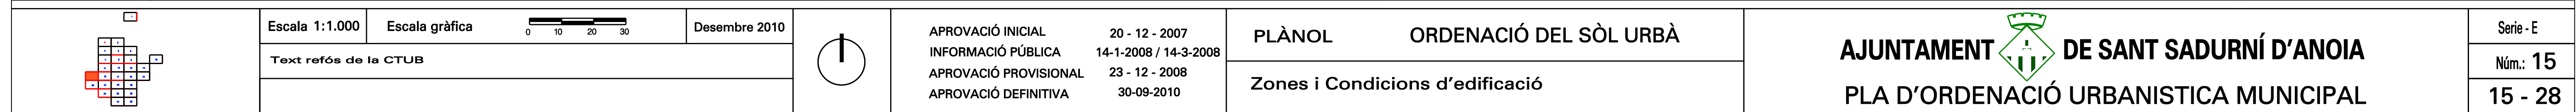 Escala 1:1.000
Escala gràfica
0 10 20 30
Desembre 2010
Text refós de la CTUB
APROVACIÓ INICIAL 20 - 12 - 2007
INFORMACIÓ PÚBLICA 14-1-2008 / 14-3-2008
APROVACIÓ PROVISIONAL 23 - 12 - 2008
APROVACIÓ DEFINITIVA 30-09-2010
PLÀNOL ORDENACIÓ DEL SÒL URBÀ
Zones i Condicions d'edificació
AJUNTAMENT DE SANT SADURNÍ D'ANOIA
PLA D'ORDENACIÓ URBANISTICA MUNICIPAL
Serie - E
Núm.: 15
15 - 28